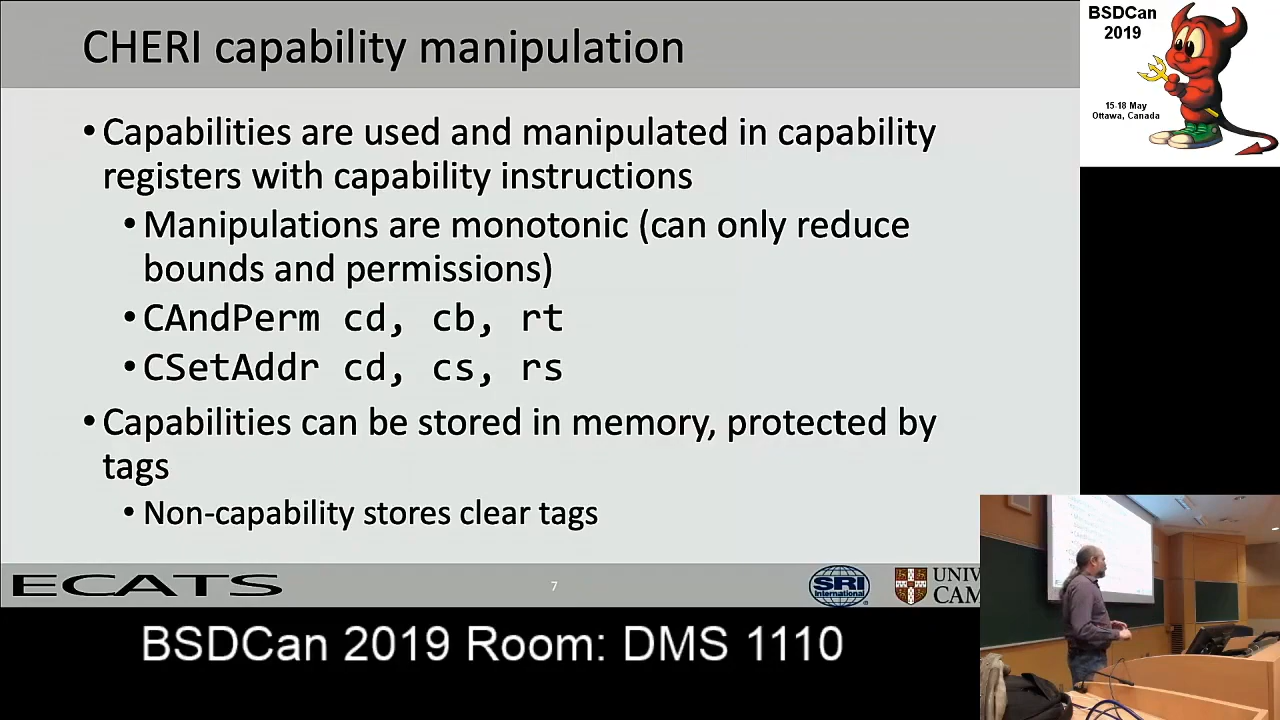 CHERI capability manipulation
• Capabilities are used and manipulated in capability
registers with capability instructions
• Manipulations are monotonic (can only reduce
bounds and permissions)
• CAndPerm cd, cb, rt
• CSetAddr cd, cs, rs
• Capabilities can be stored in memory, protected by
tags
• Non-capability stores clear tags
ECATS
7
SRI
International
UNIV
CAM
BSDCan 2019 Room: DMS 1110
BSDCan
2019
15-18 May
Ottawa, Canada